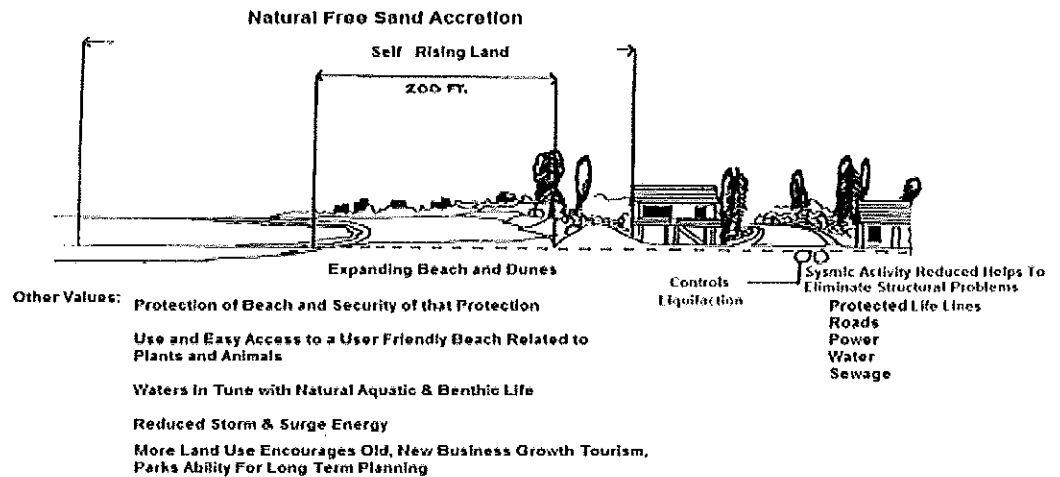 Natural Free Sand Accretion
Self Rising Land
200 FT.
Expanding Beach and Dunes
Controls
Liquifaction
Sysmic Activity Reduced Helps To
Eliminate Structural Problems
Protected Life Lines
Roads
Power
Water
Sewage
Other Values:
Protection of Beach and Security of that Protection
Use and Easy Access to a User Friendly Beach Related to
Plants and Animals
Waters In Tune with Natural Aquatic & Benthic Life
Reduced Storm & Surge Energy
More Land Use Encourages Old, New Business Growth Tourism,
Parks Ability For Long Term Planning